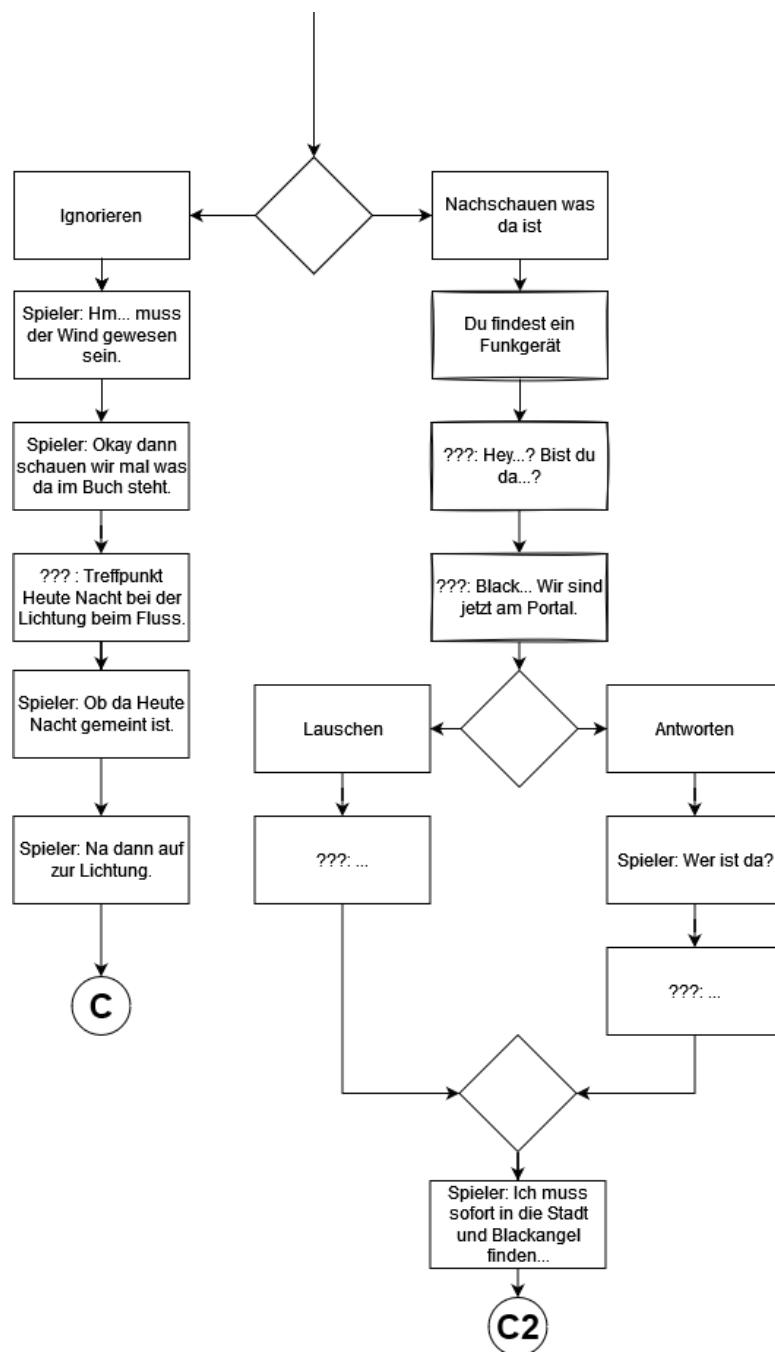 Ignorieren
Nachschauen was
da ist
Spieler: Hm... muss
der Wind gewesen
sein.
Du findest ein
Funkgerät
Spieler: Okay dann
schauen wir mal was
da im Buch steht.
???: Hey...? Bist du
da...?
??? : Treffpunkt
Heute Nacht bei der
Lichtung beim Fluss.
???: Black... Wir sind
jetzt am Portal.
Spieler: Ob da Heute
Nacht gemeint ist.
Lauschen
Antworten
Spieler: Na dann auf
zur Lichtung.
???: ...
Spieler: Wer ist da?
C
???: ...
Spieler: Ich muss
sofort in die Stadt
und Blackangel
finden...
C2